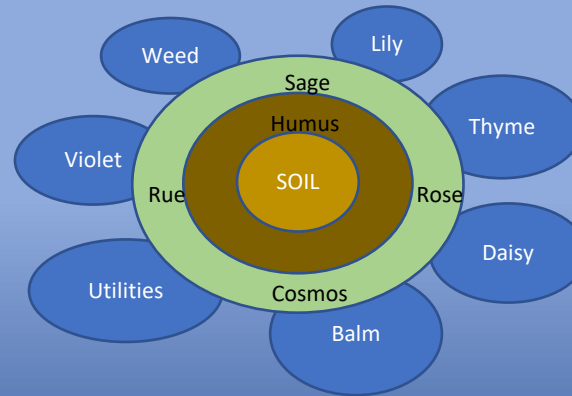 Lily
Weed
Sage
Humus
Thyme
Violet
SOIL
Rue
Rose
Daisy
Utilities
Cosmos
Balm